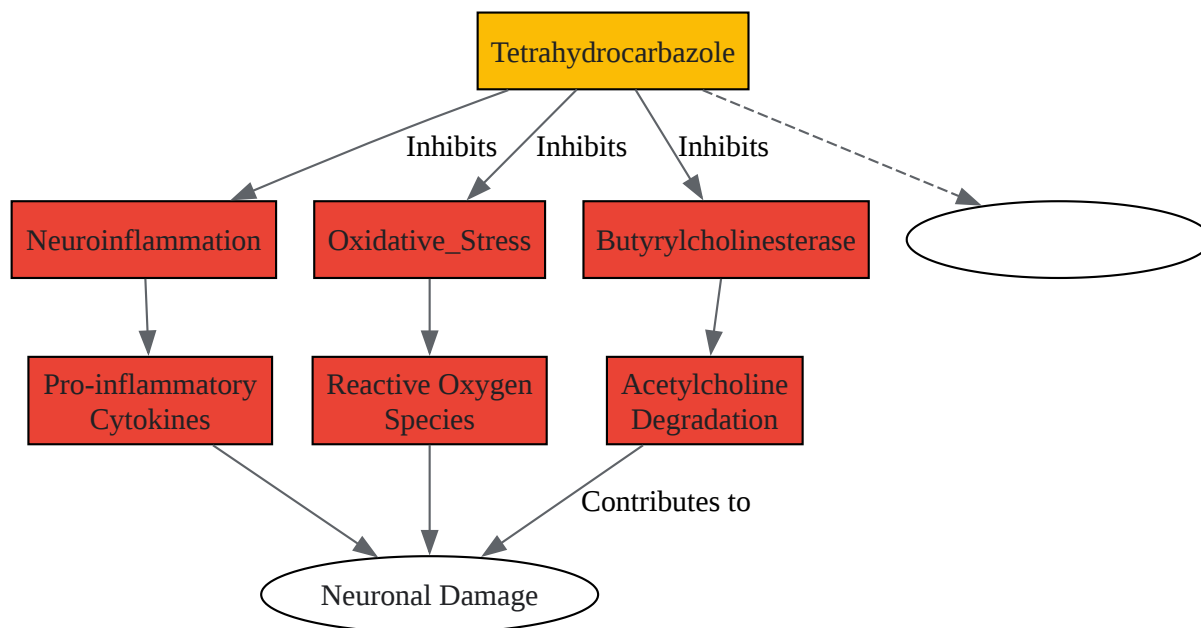 Tetrahydrocarbazole
Inhibits
Inhibits
Inhibits
Neuroinflammation
Oxidative_Stress
Butyrylcholinesterase
Pro-inflammatory
Cytokines
Reactive Oxygen
Species
Acetylcholine
Degradation
Contributes to
Neuronal Damage